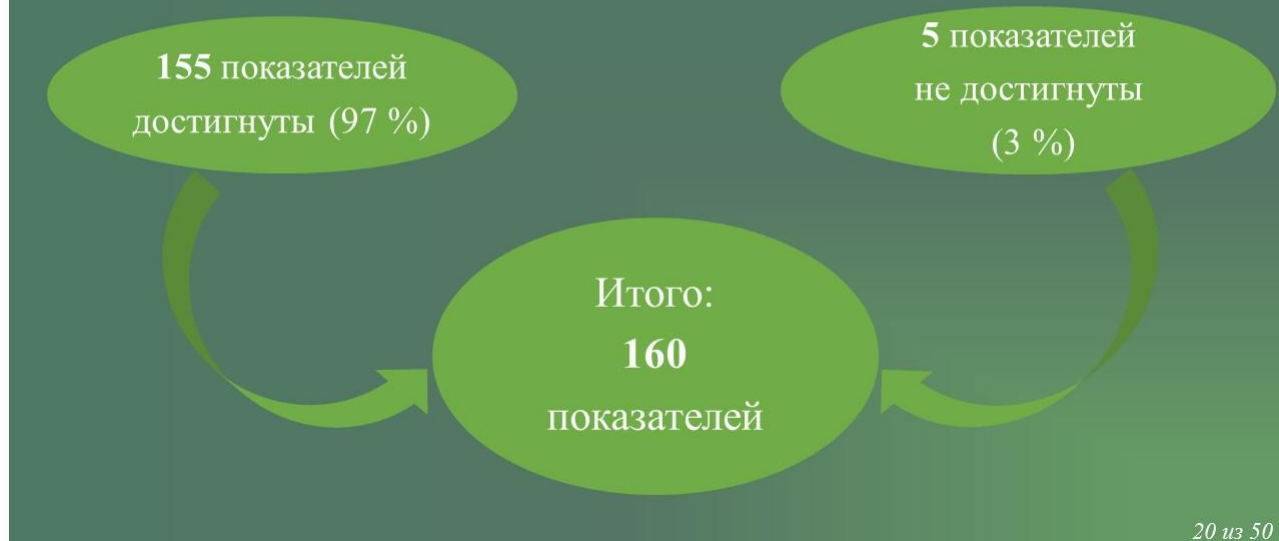 155 показателей
достигнуты (97 %)
5 показателей
не достигнуты
(3 %)
Итого:
160
показателей
20 из 50